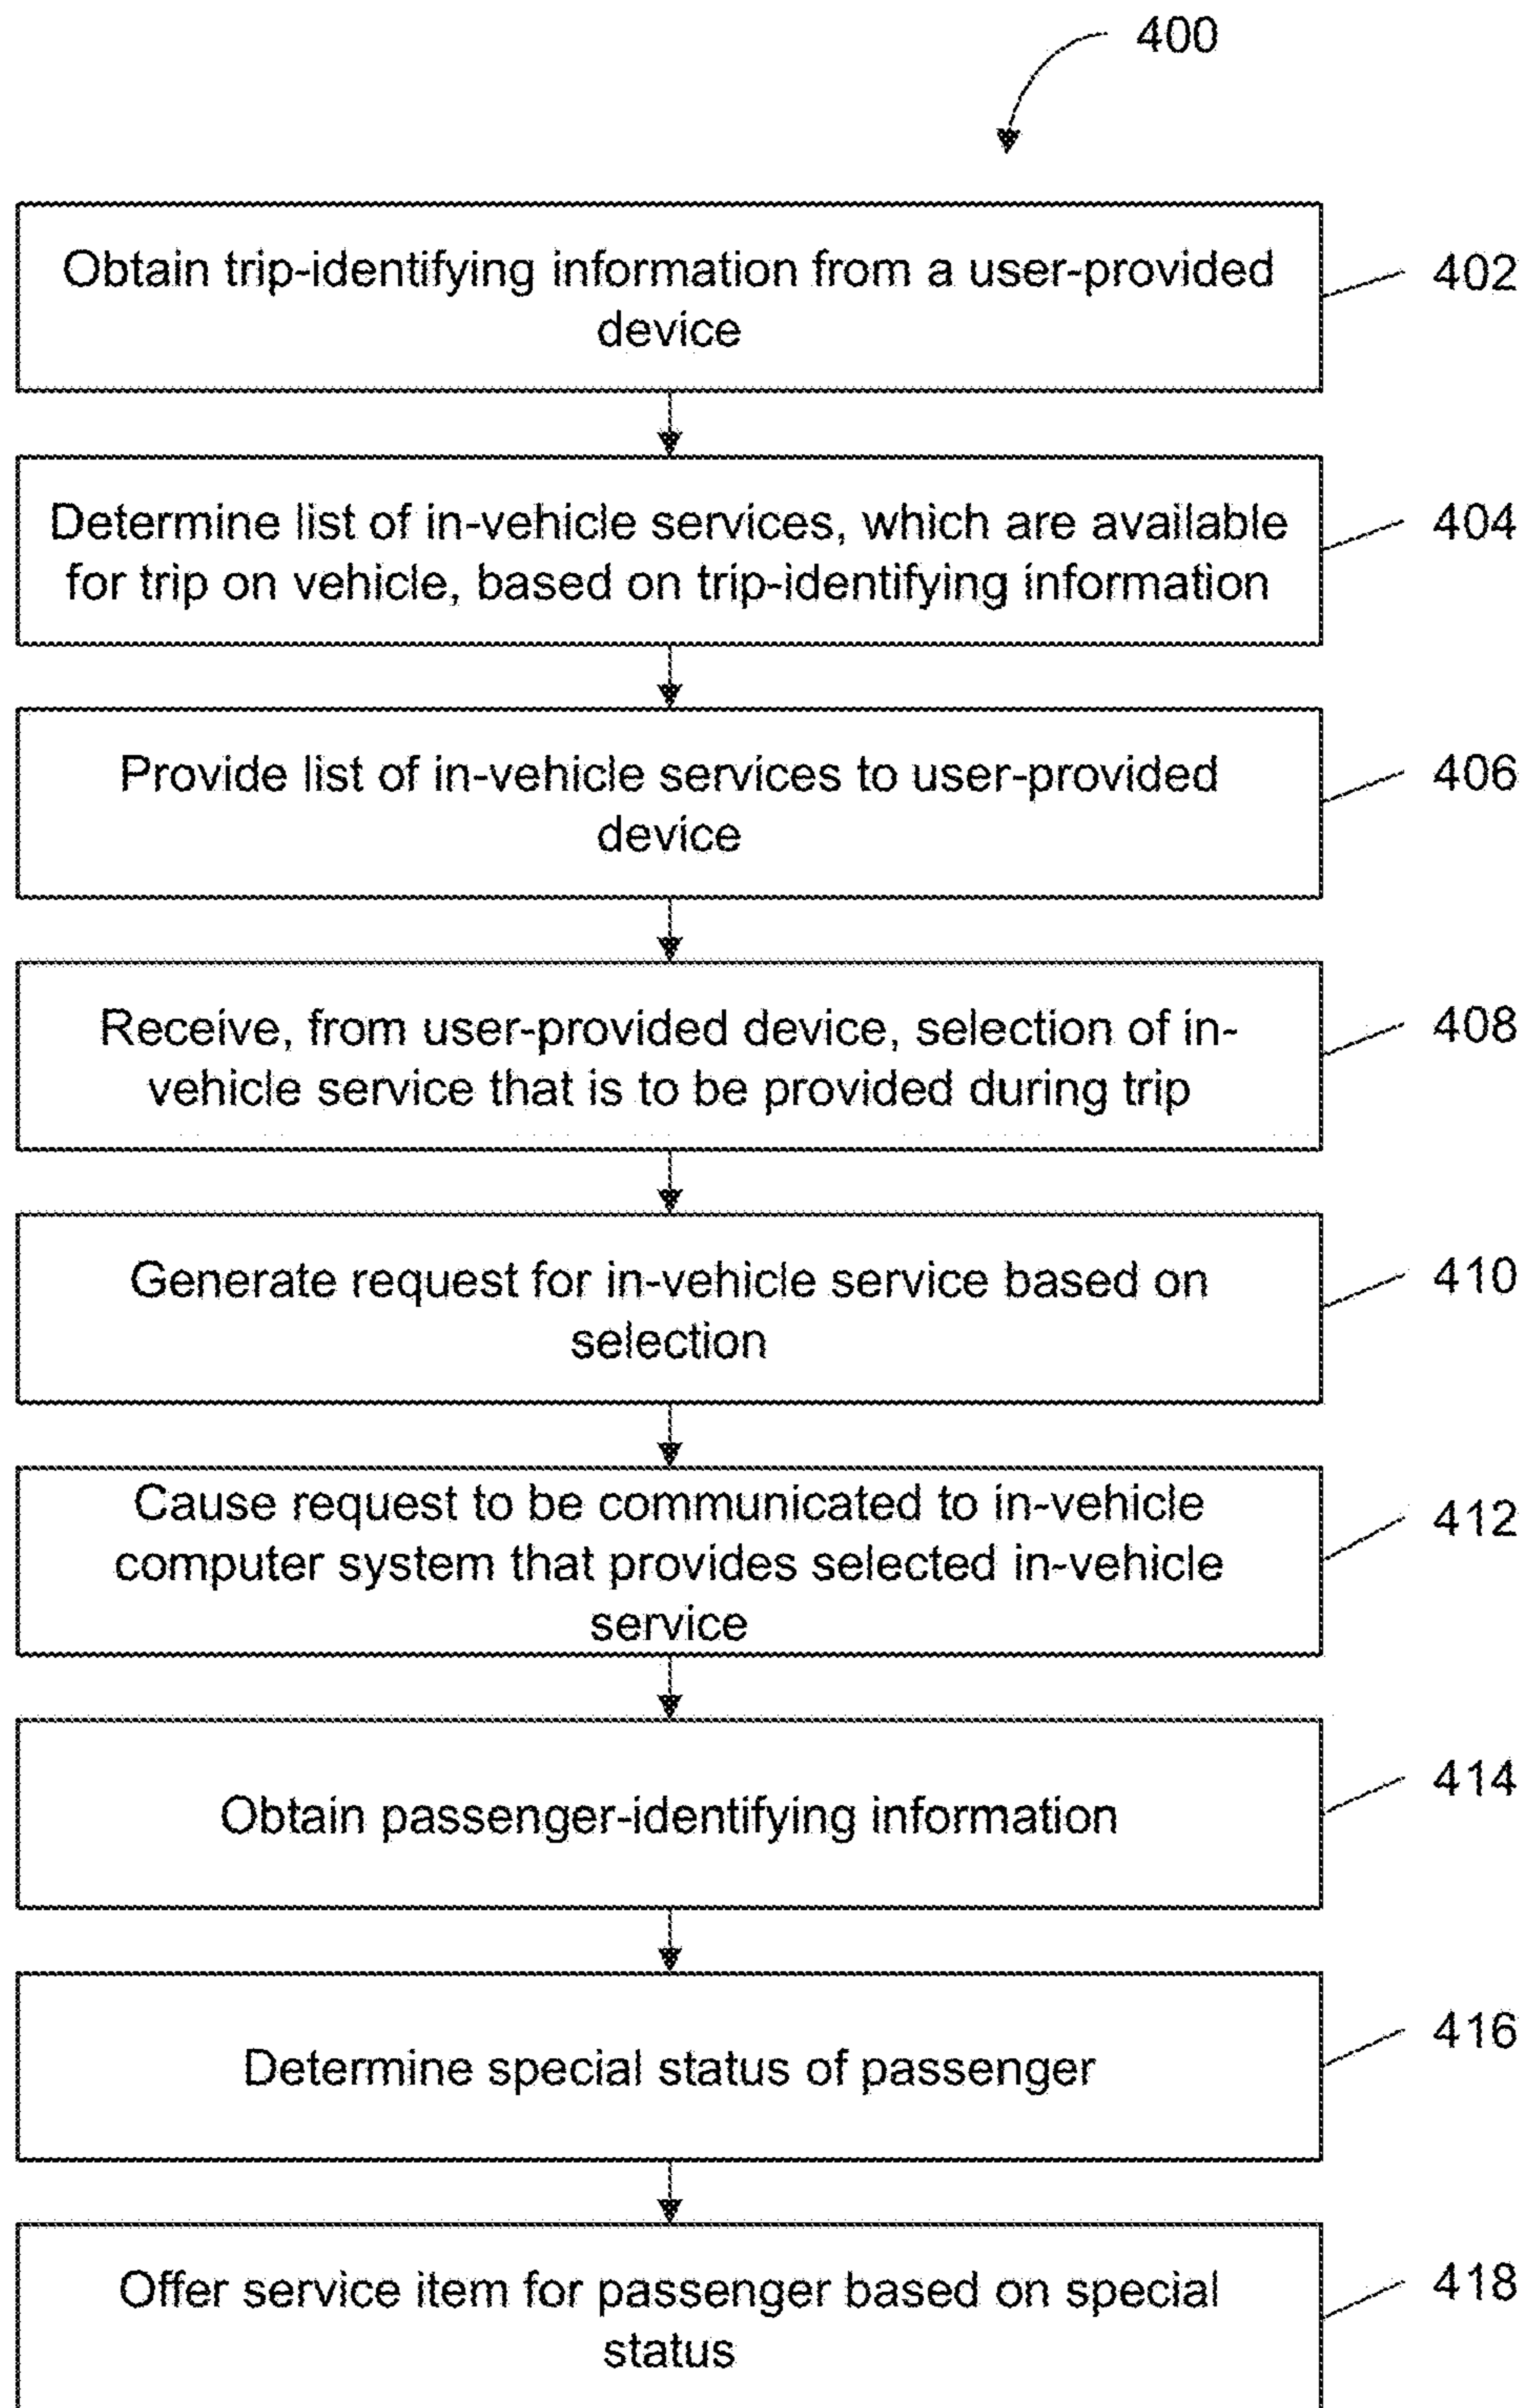 400
Obtain trip-identifying information from a user-provided
device
402
Determine list of in-vehicle services, which are available
for trip on vehicle, based on trip-identifying information
404
Provide list of in-vehicle services to user-provided
device
406
Receive, from user-provided device, selection of in-
vehicle service that is to be provided during trip
408
Generate request for in-vehicle service based on
selection
410
Cause request to be communicated to in-vehicle
computer system that provides selected in-vehicle
service
412
Obtain passenger-identifying information
414
Determine special status of passenger
416
Offer service item for passenger based on special
status
418